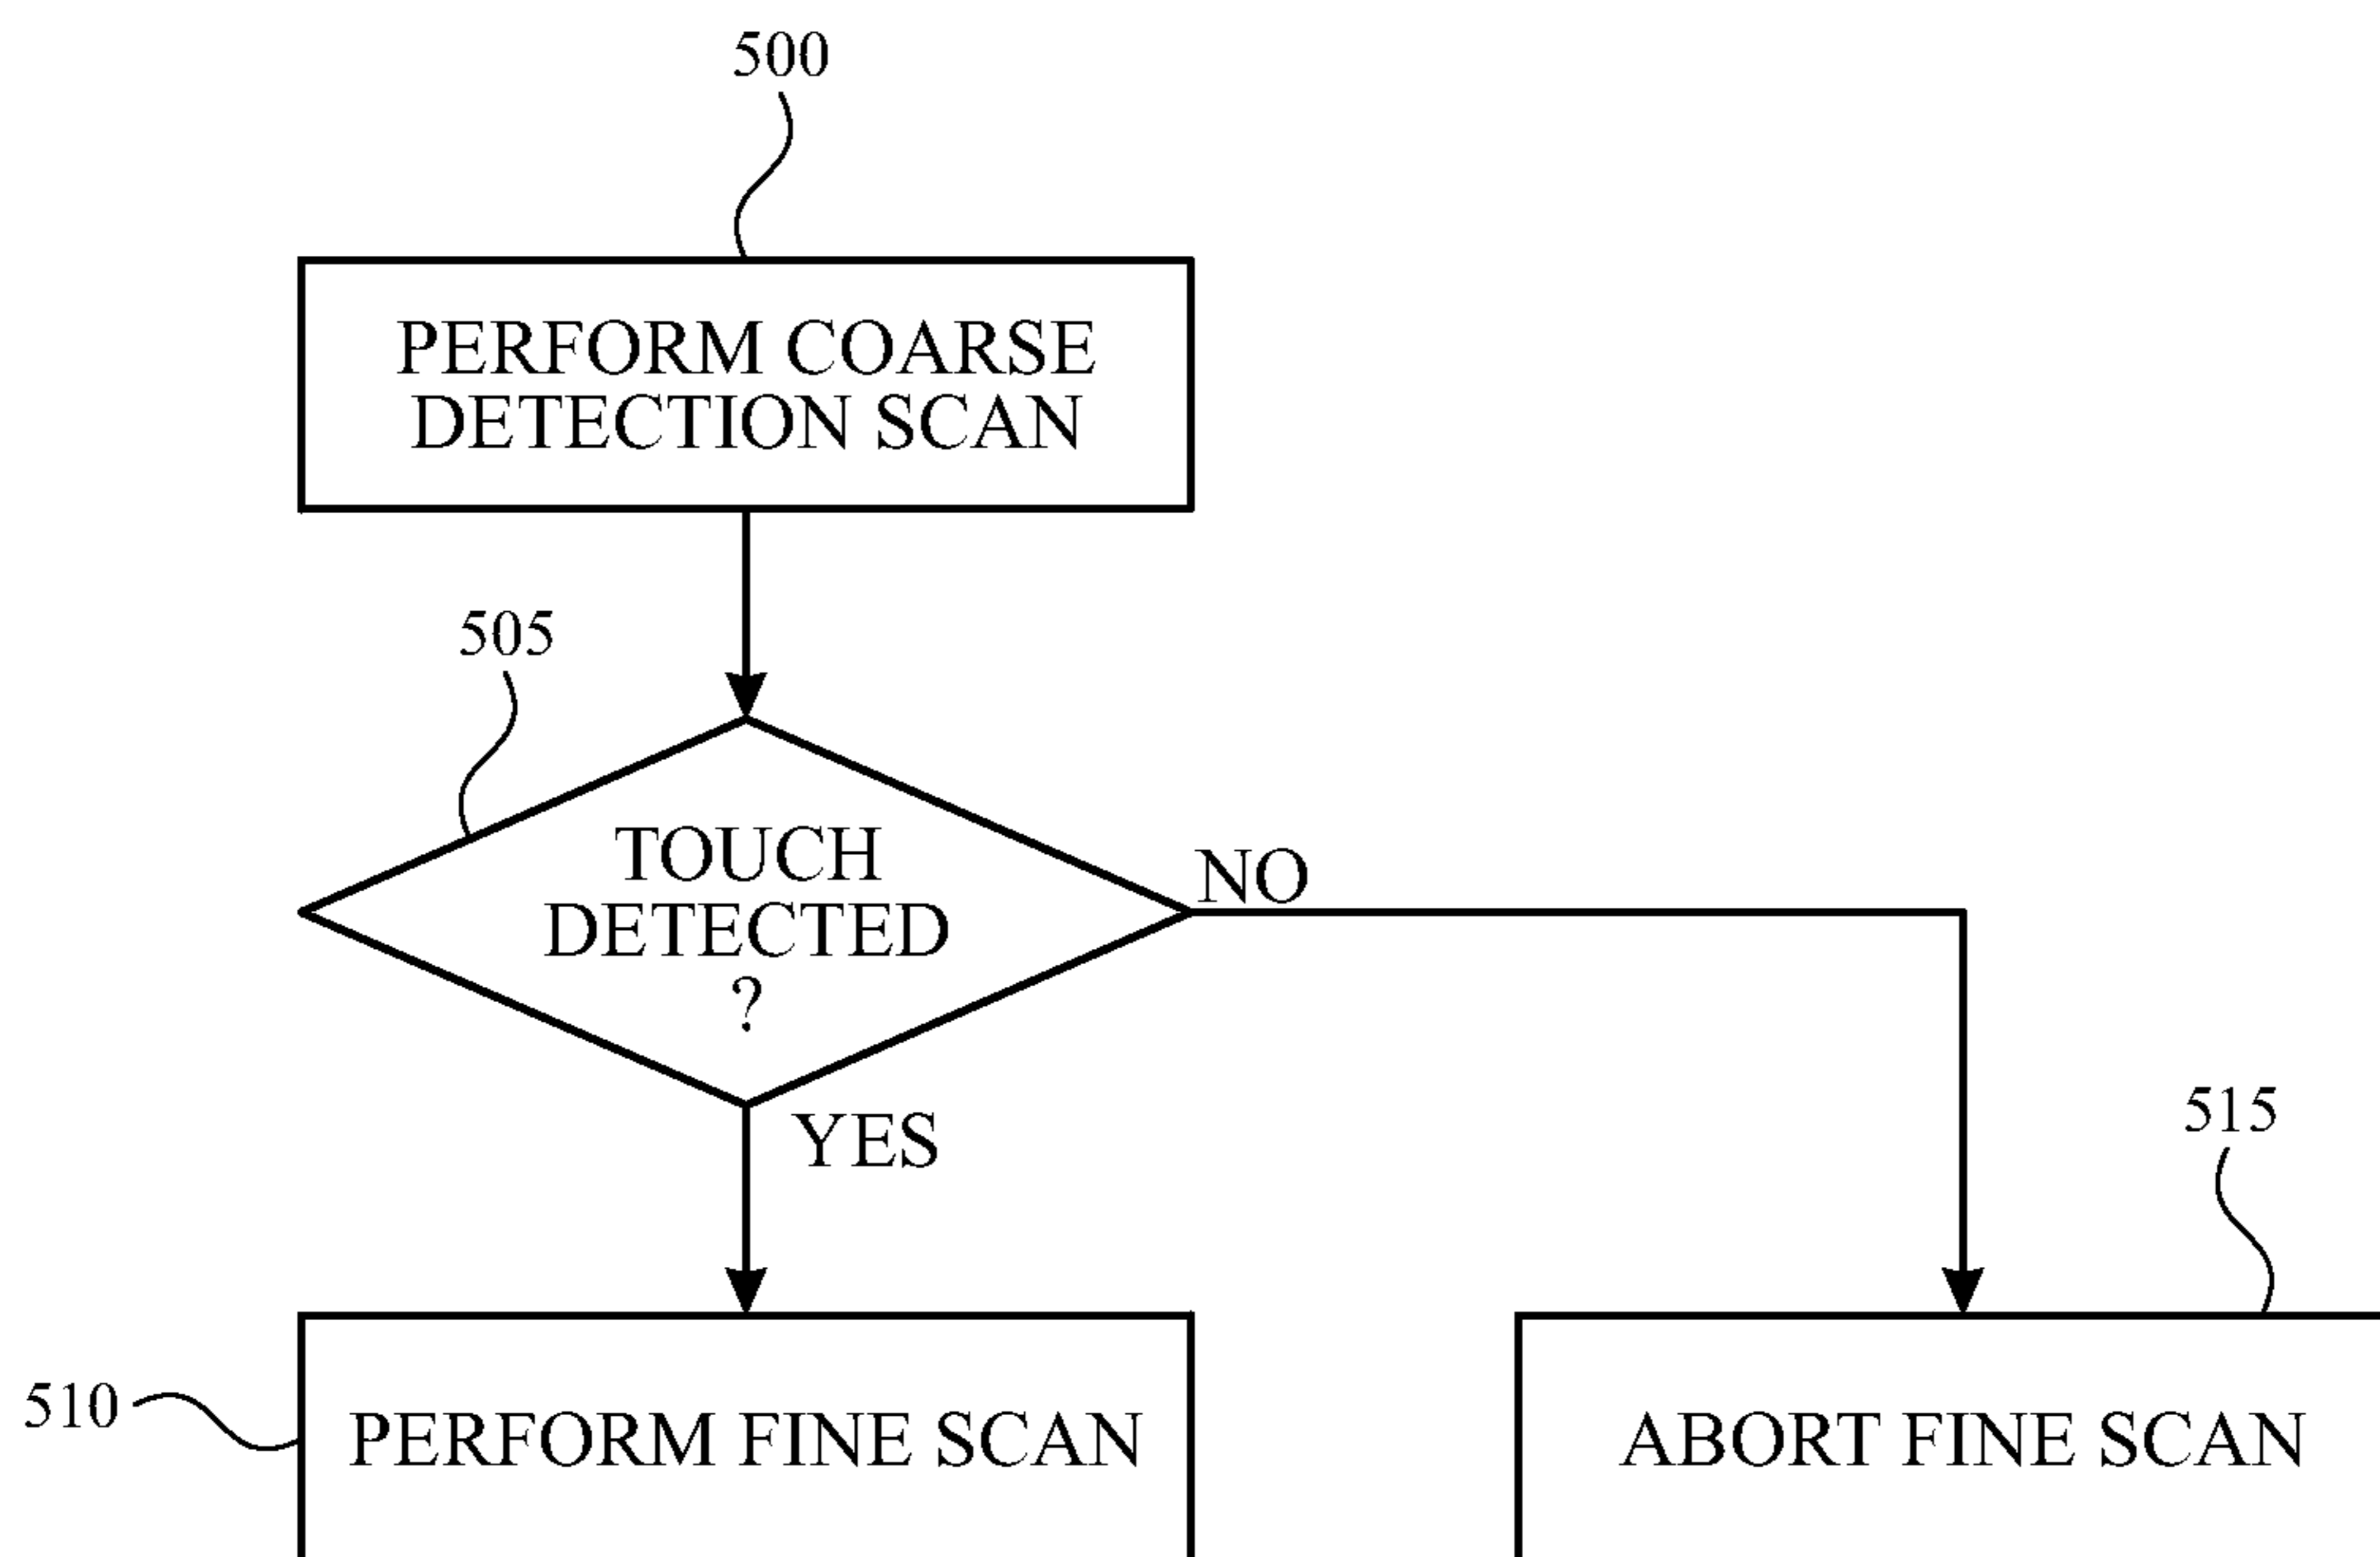 500
PERFORM COARSE
DETECTION SCAN
505
TOUCH
DETECTED
?
NO
YES
515
510
PERFORM FINE SCAN
ABORT FINE SCAN